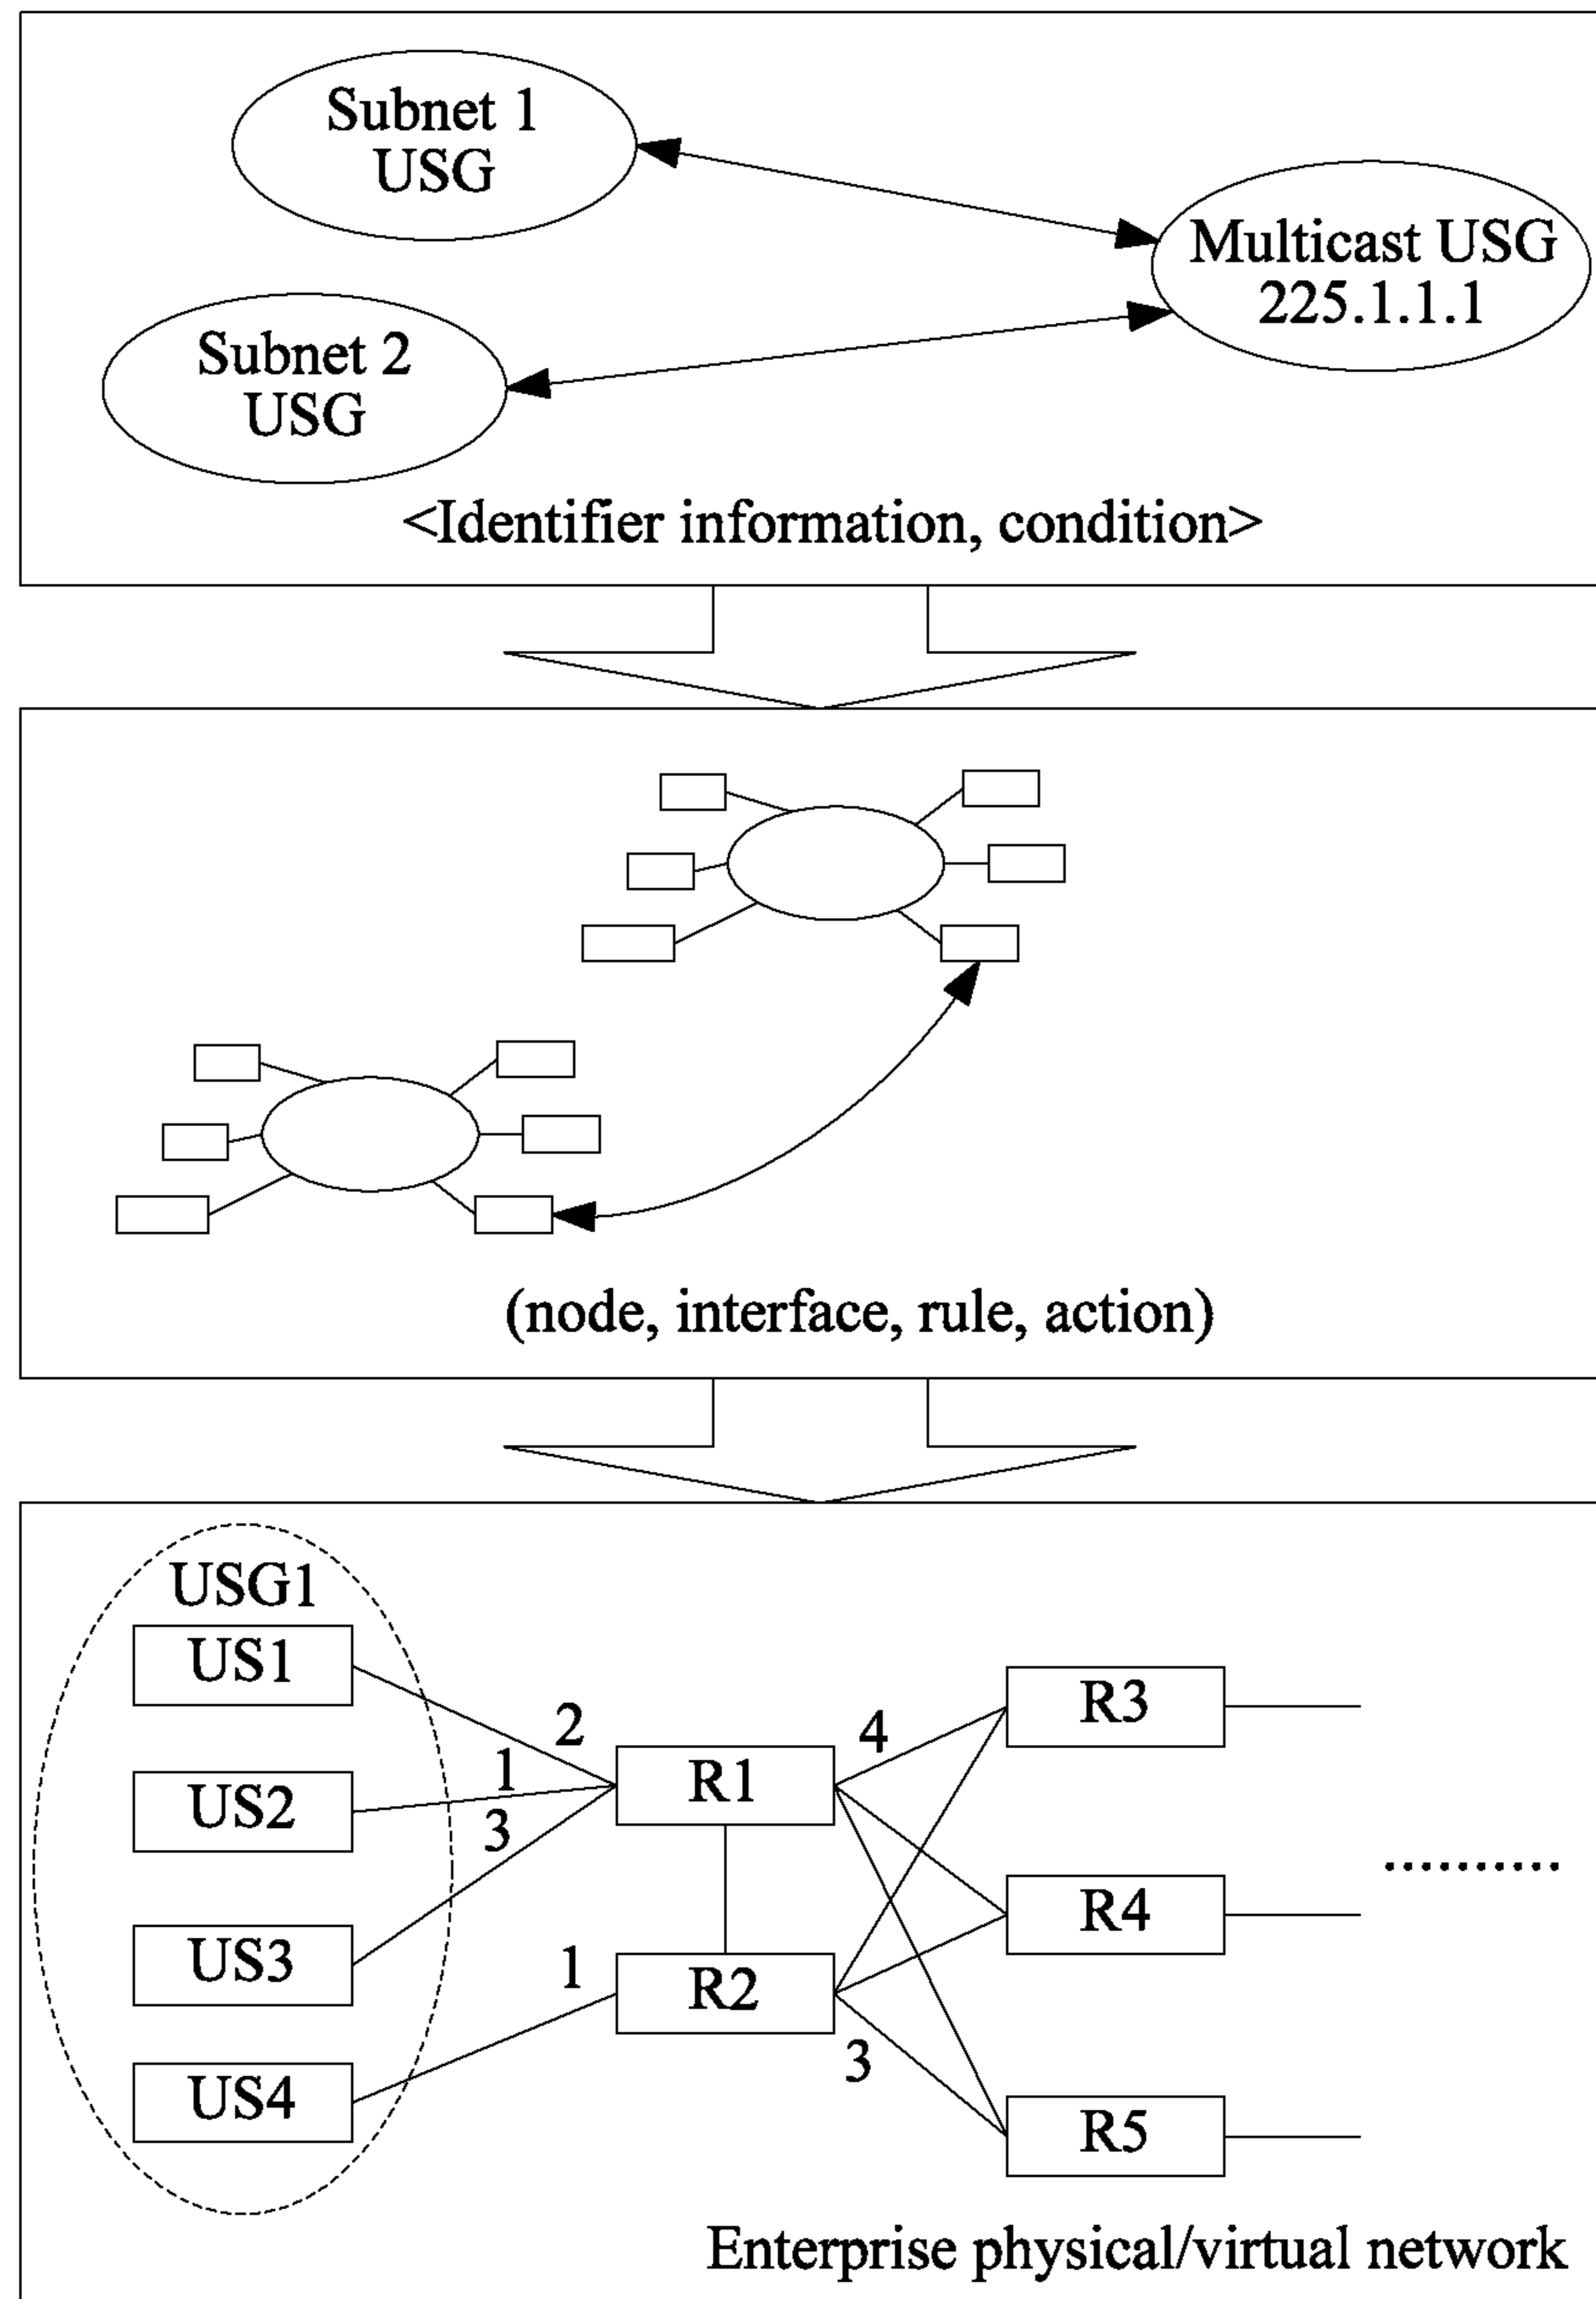 Subnet 1
USG
Multicast USG
225.1.1.1
Subnet 2
USG
<Identifier information, condition>
(node, interface, rule, action)
USG1
US1
US2
US3
US4
2
1
3
1
R1
R2
4
3
R3
R4
R5
..........
Enterprise physical/virtual network